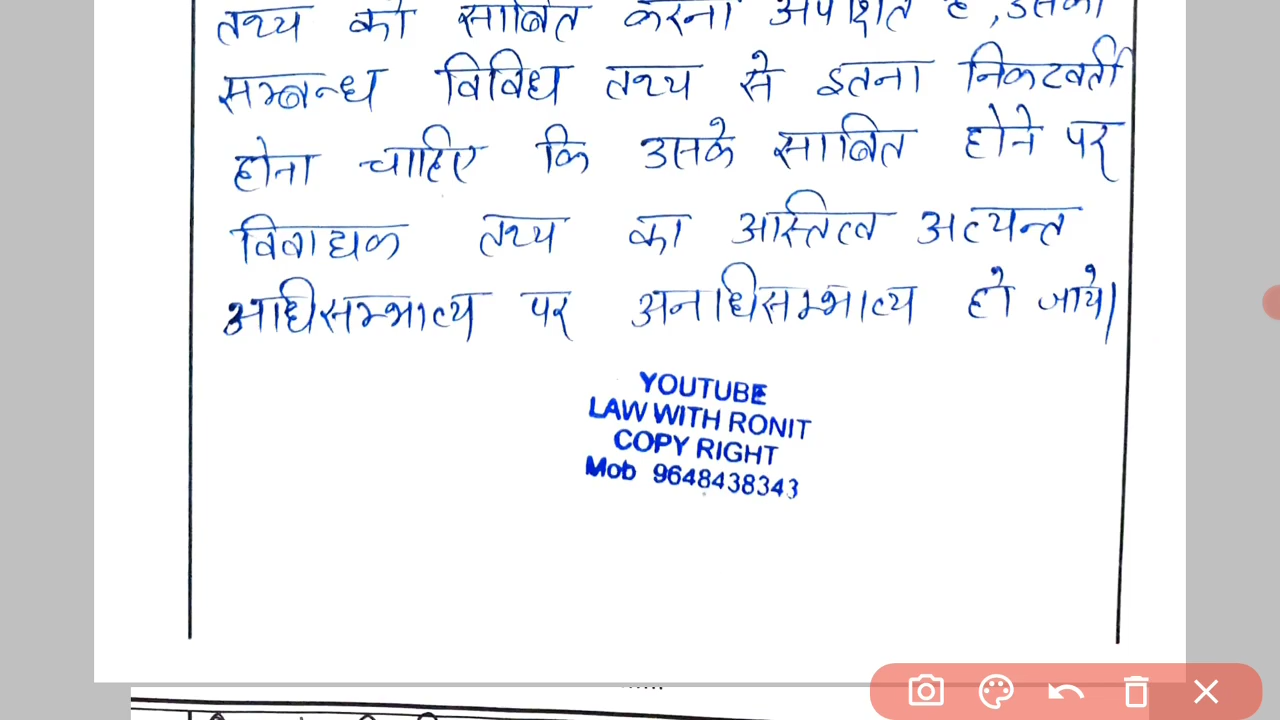 तथ्य को साबित करना अपेक्षित है, उसका
सम्बन्ध विविध तथ्य से इतना निकटवर्ती
होना चाहिए कि उसके साबित होने पर
विवाद्यक तथ्य का अस्तित्व अत्यन्त
अधिसम्भाव्य पर अनधिसम्भाव्य हो जाये।
YOUTUBE
LAW WITH RONIT
COPY RIGHT
Mob 9648438343